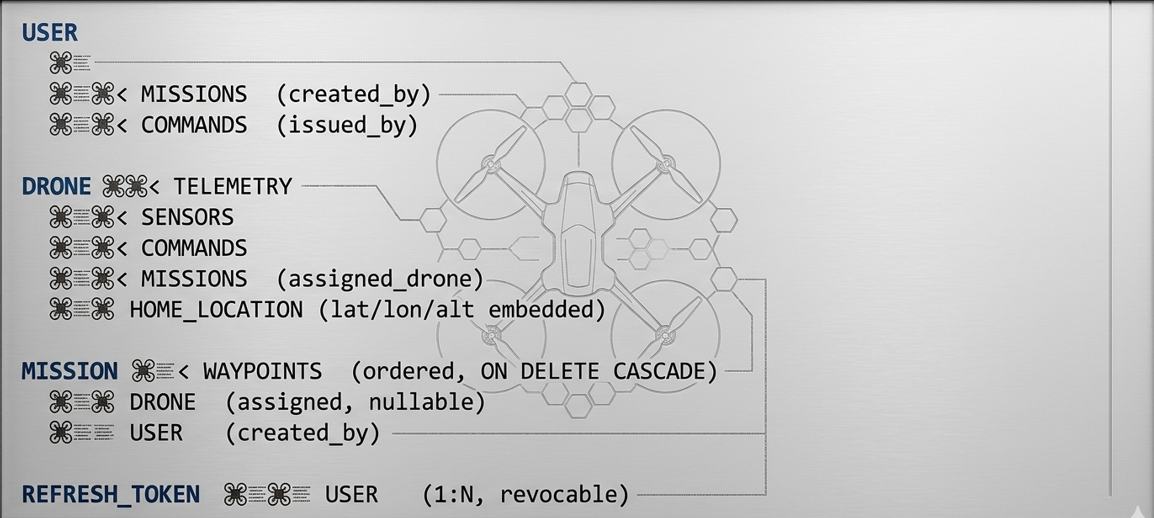 USER
< MISSIONS (created_by)
< COMMANDS (issued_by)
DRONE < TELEMETRY
< SENSORS
< COMMANDS
< MISSIONS (assigned_drone)
HOME_LOCATION (lat/lon/alt embedded)
MISSION < WAYPOINTS (ordered, ON DELETE CASCADE)
DRONE (assigned, nullable)
USER (created_by)
REFRESH_TOKEN USER (1:N, revocable)